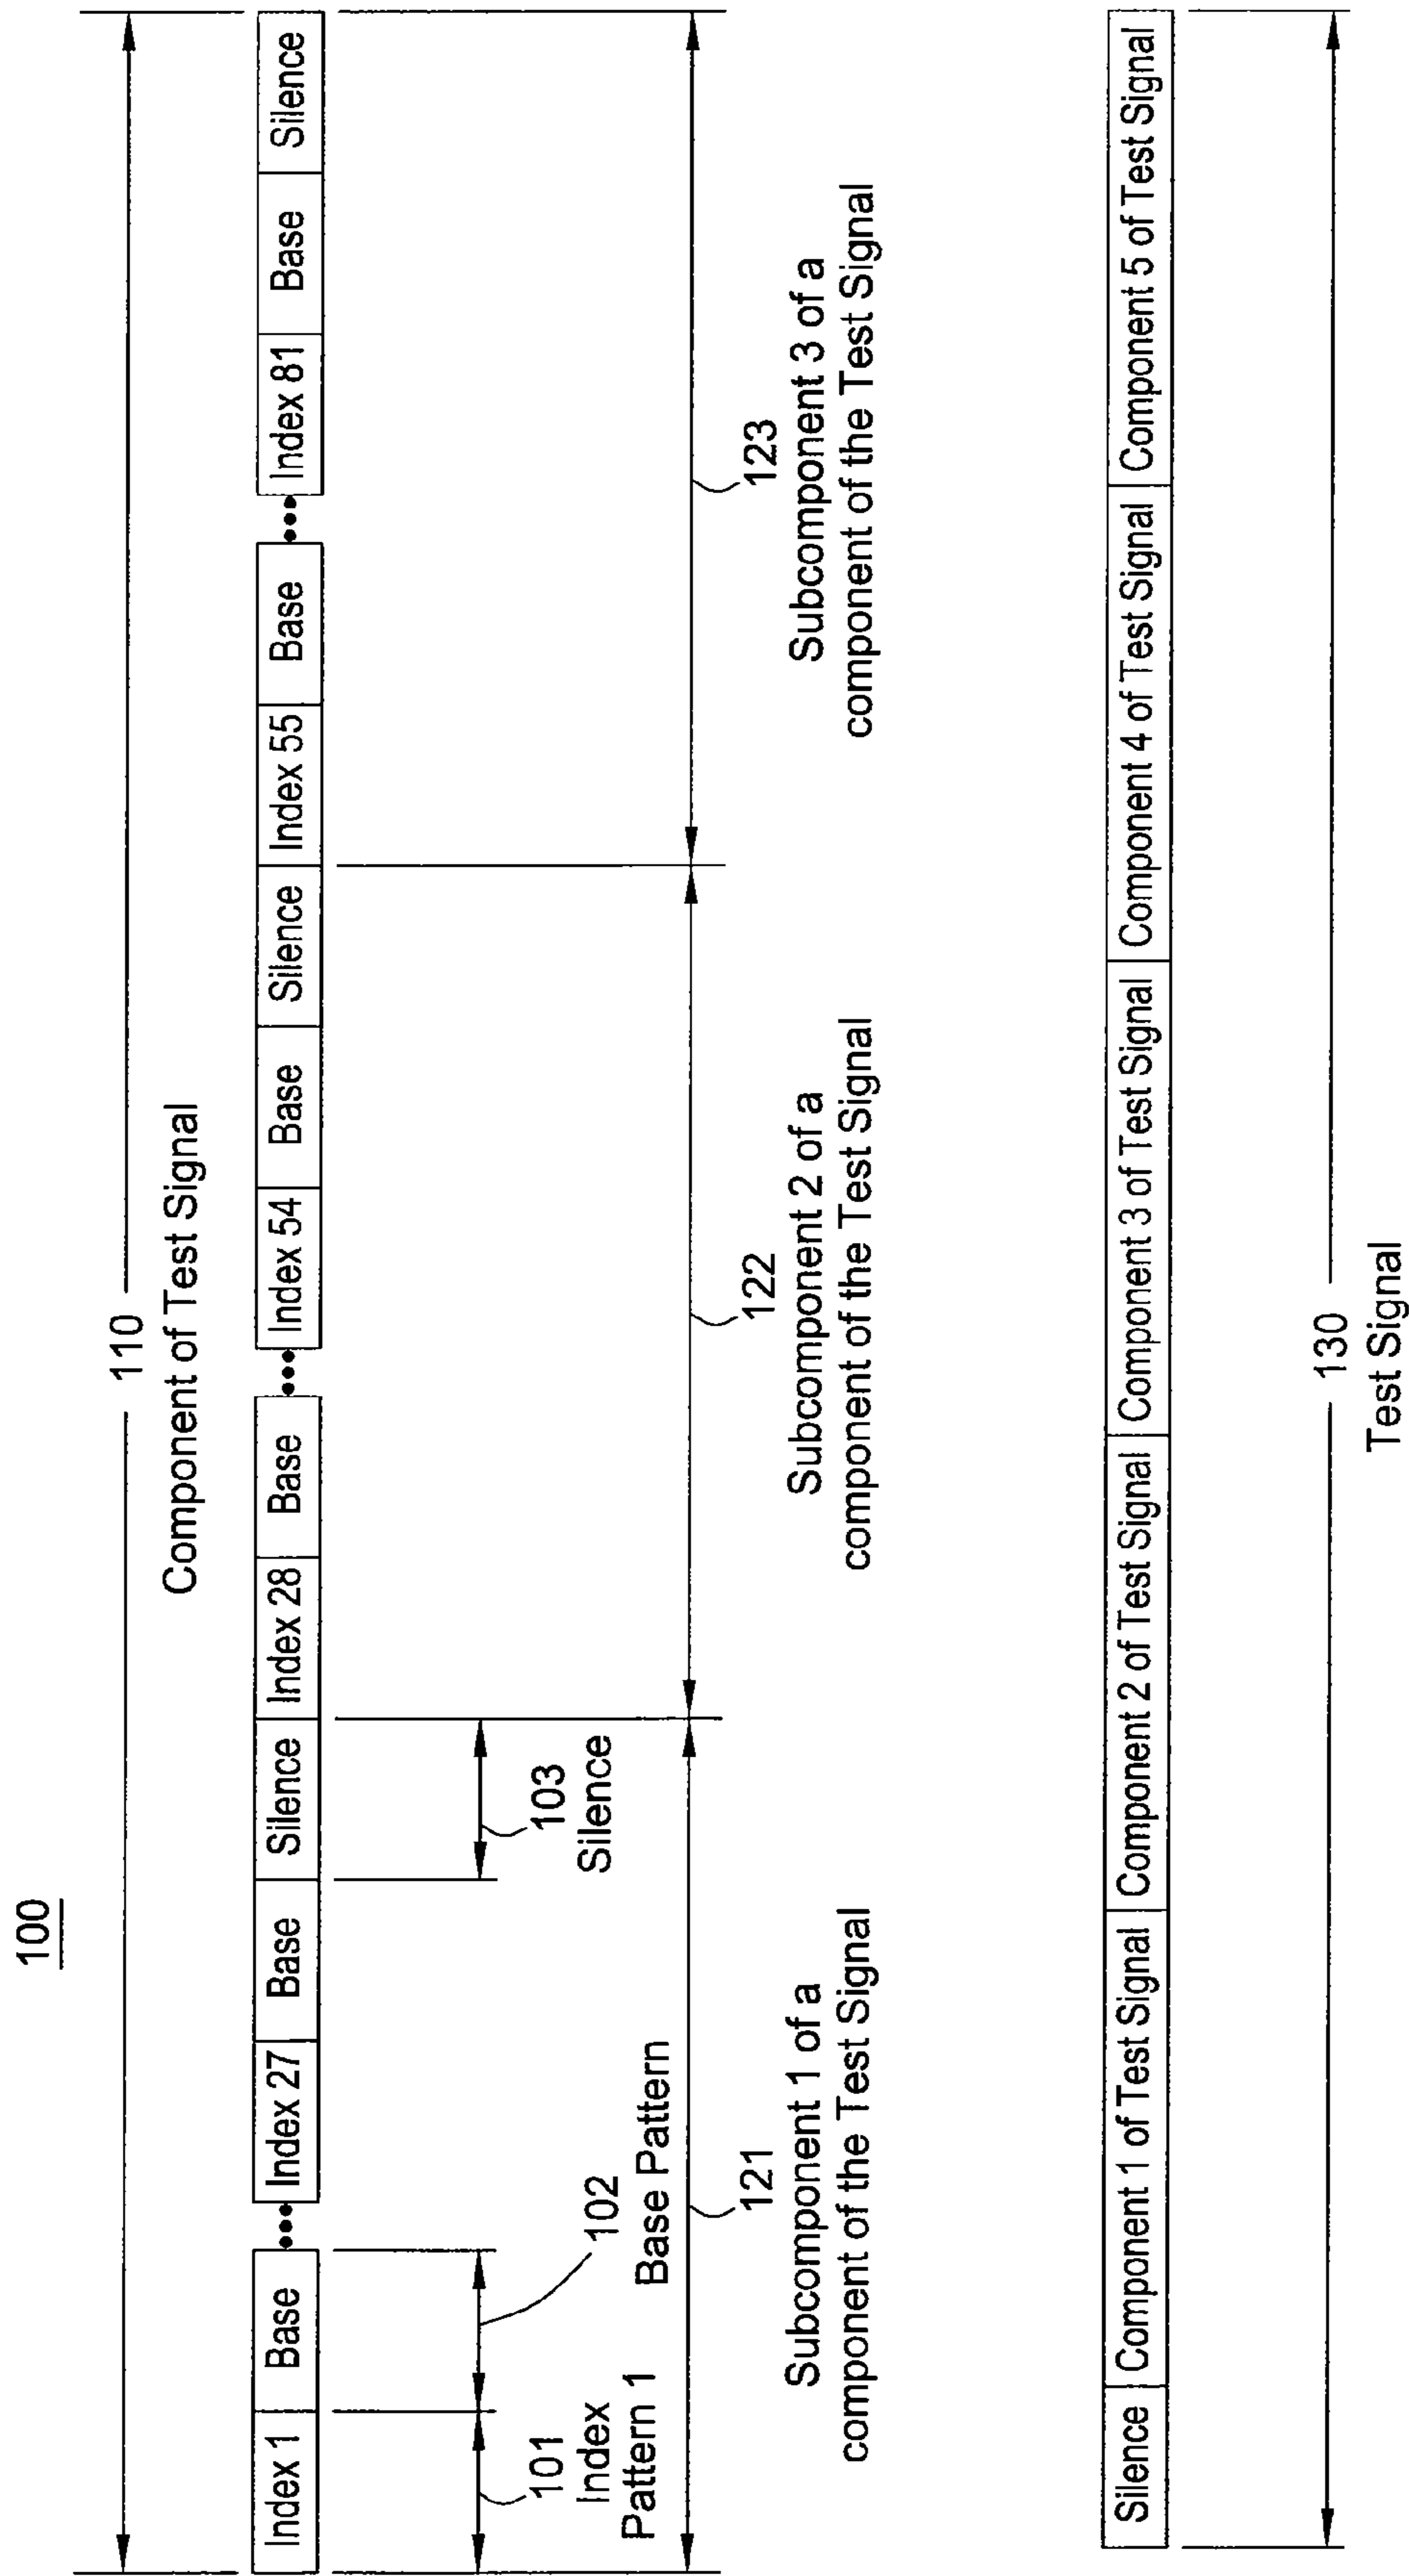 100
110
Component of Test Signal
Index 1 Base Index 27 Base Silence Index 28 Base Index 54 Base Silence Index 55 Base Index 81 Base Silence
101
Index
Pattern 1
102
Base Pattern
103
Silence
121
Subcomponent 1 of a
component of the Test Signal
122
Subcomponent 2 of a
component of the Test Signal
123
Subcomponent 3 of a
component of the Test Signal
Silence Component 1 of Test Signal Component 2 of Test Signal Component 3 of Test Signal Component 4 of Test Signal Component 5 of Test Signal
130
Test Signal